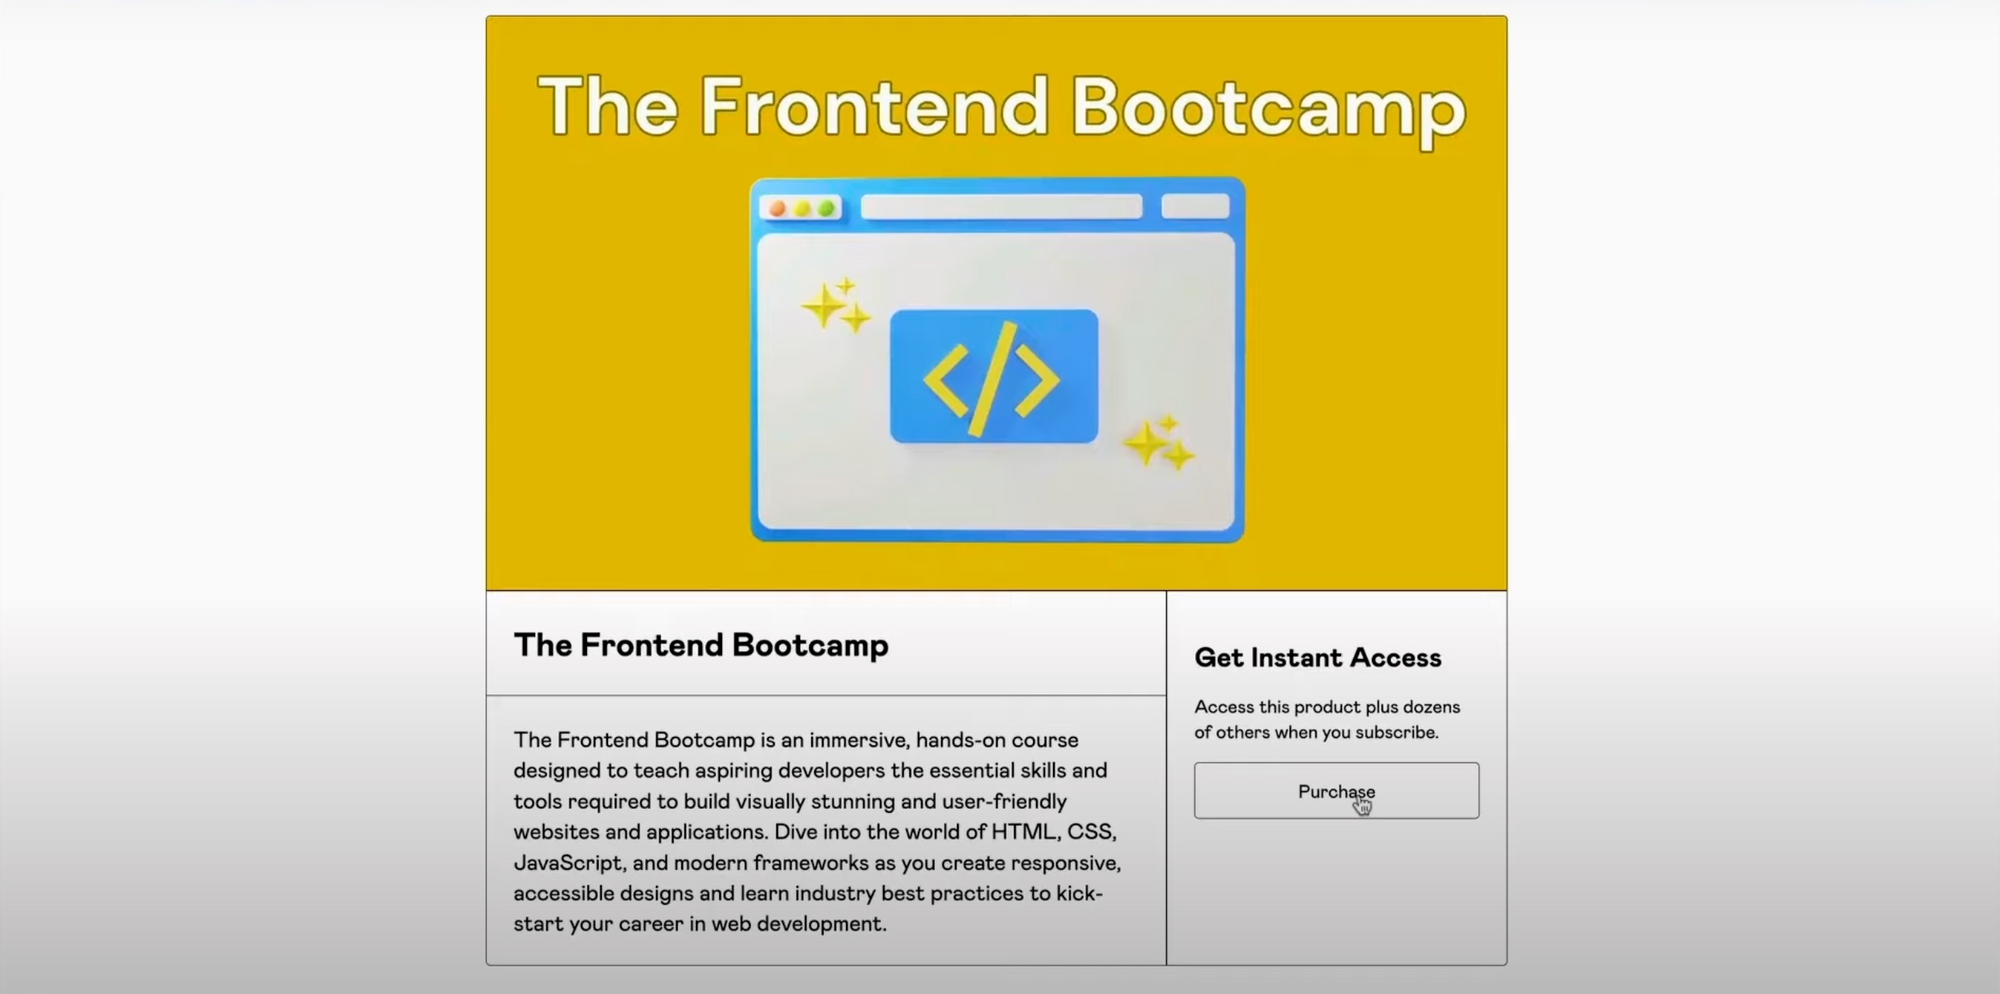 The Frontend Bootcamp
</>
The Frontend Bootcamp
The Frontend Bootcamp is an immersive, hands-on course
designed to teach aspiring developers the essential skills and
tools required to build visually stunning and user-friendly
websites and applications. Dive into the world of HTML, CSS,
JavaScript, and modern frameworks as you create responsive,
accessible designs and learn industry best practices to kick-
start your career in web development.
Get Instant Access
Access this product plus dozens
of others when you subscribe.
Purchase